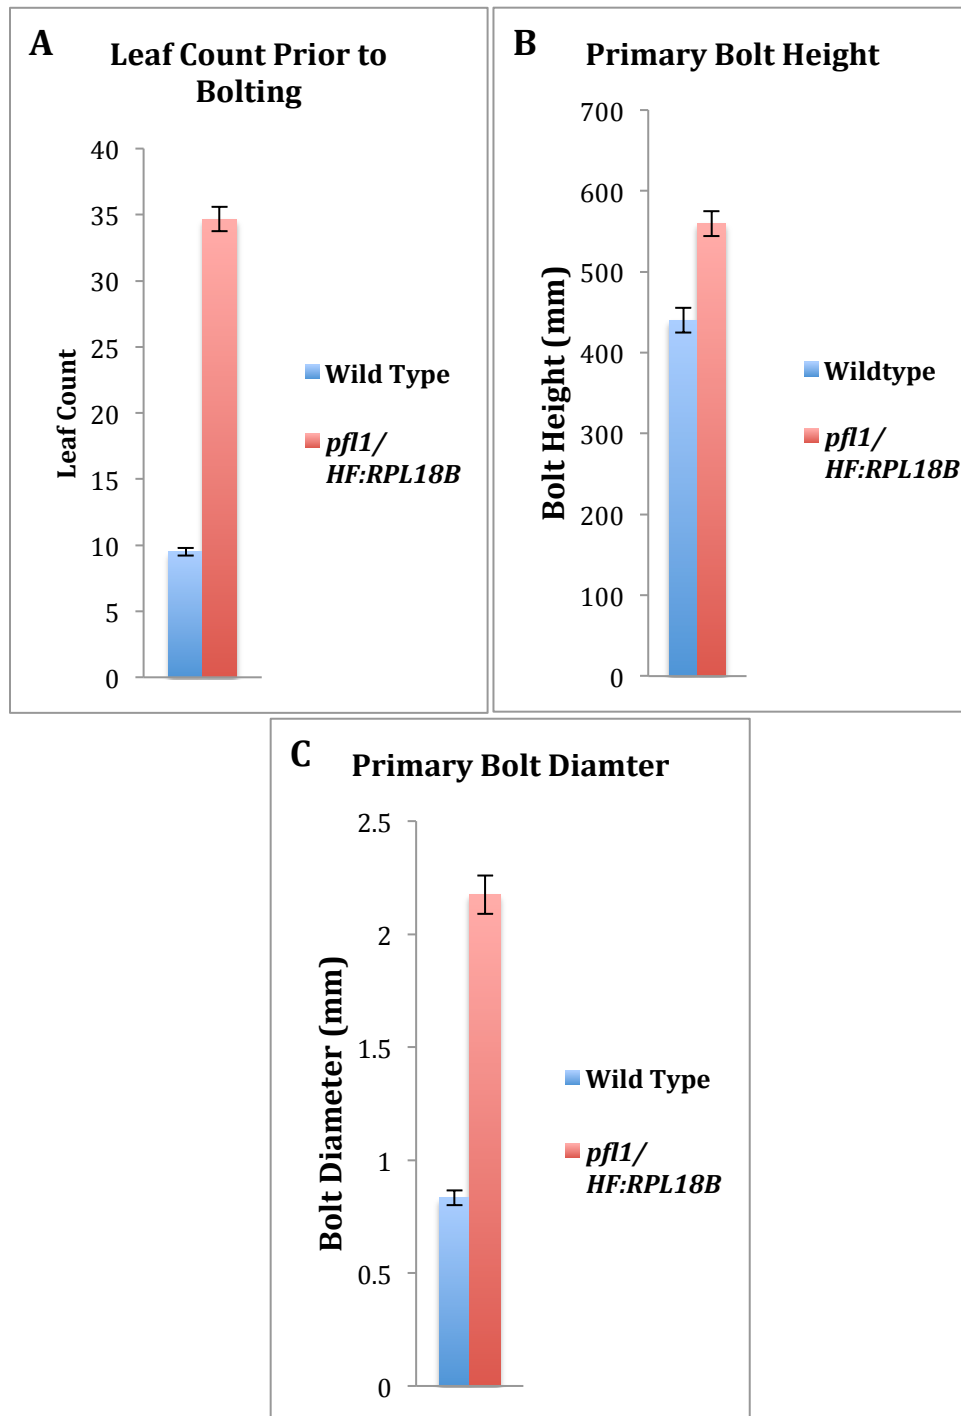 A
Leaf Count Prior to
Bolting
40
35
30
25
20
15
10
5
0
Leaf Count
Wild Type
pfl1/
HF:RPL18B
B
Primary Bolt Height
700
600
500
400
300
200
100
0
Bolt Height (mm)
Wildtype
pfl1/
HF:RPL18B
C
Primary Bolt Diamter
2.5
2
1.5
1
0.5
0
Bolt Diameter (mm)
Wild Type
pfl1/
HF:RPL18B